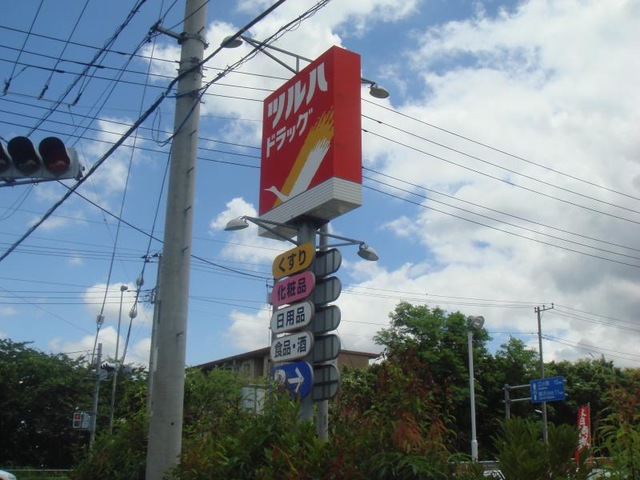 ツルハ
ドラッグ
くすり
化粧品
日用品
食品・酒